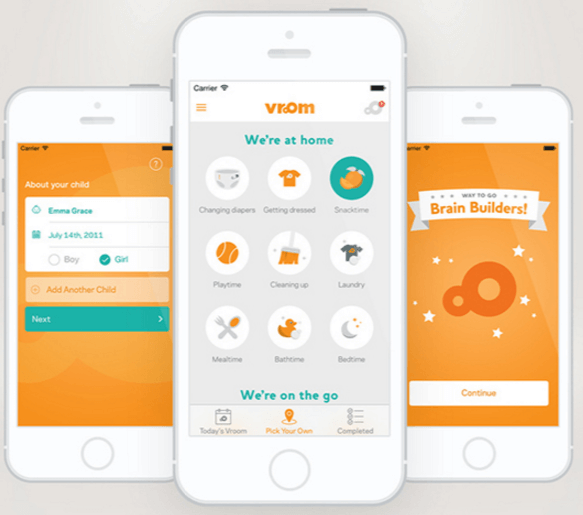 Carrier
?
About your child
Emma Grace
July 14th, 2011
Boy
Girl
Add Another Child
Next
Carrier
vroom
We're at home
Changing diapers Getting dressed Snacktime
Playtime Cleaning up Laundry
Mealtime Bathtime Bedtime
We're on the go
Today's Vroom Pick Your Own Completed
WAY TO GO
Brain Builders!
Continue